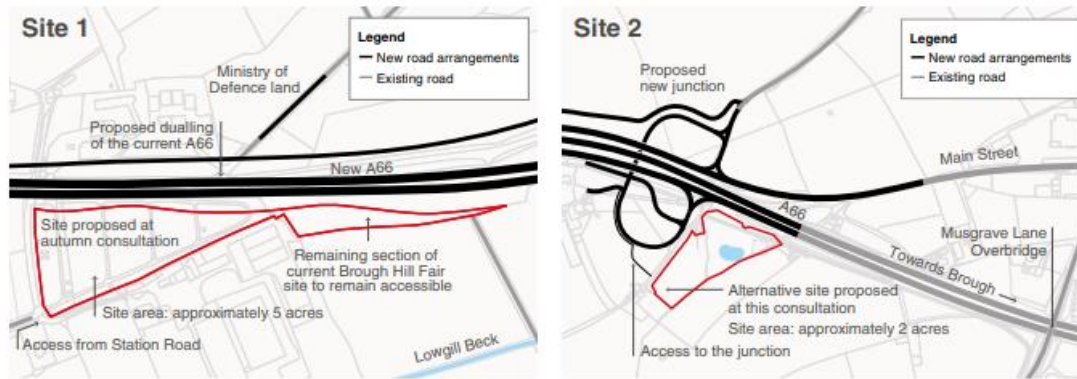 Site 1
Legend
New road arrangements
Existing road
Ministry of
Defence land
Proposed dualling
of the current A66
New A66
Site proposed at
autumn consultation
Remaining section of
current Brough Hill Fair
site to remain accessible
Site area: approximately 5 acres
Access from Station Road
Lowgill Beck
Site 2
Legend
New road arrangements
Existing road
Proposed
new junction
Main Street
A66
Musgrave Lane
Overbridge
Towards Brough
Alternative site proposed
at this consultation
Site area: approximately 2 acres
Access to the junction